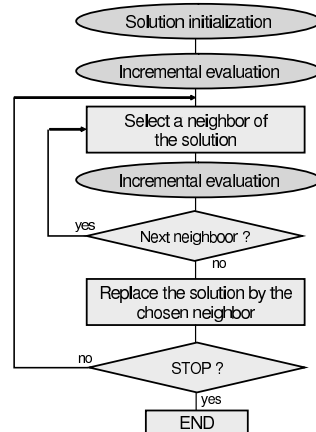 Solution initialization
Incremental evaluation
Select a neighbor of
the solution
Incremental evaluation
yes
Next neighboor ?
no
Replace the solution by the
chosen neighbor
no
STOP ?
yes
END